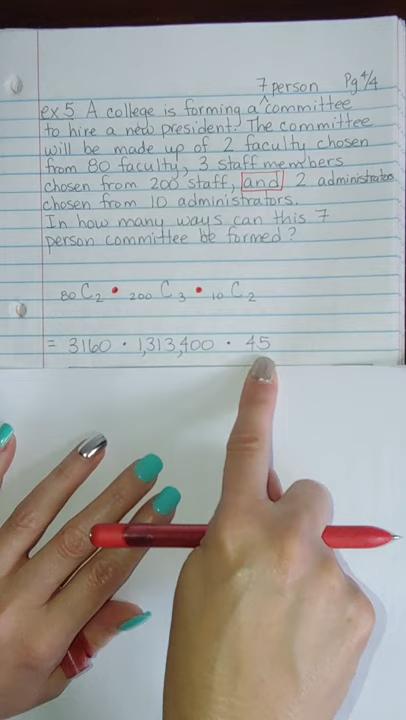 7 person Pg 4/4
ex 5 A college is forming a ^ committee
to hire a new president. The committee
will be made up of 2 faculty chosen
from 80 faculty, 3 staff members
chosen from 200 staff, and 2 administrators
chosen from 10 administrators.
In how many ways can this 7
person committee be formed?
₈₀C₂ • ₂₀₀C₃ • ₁₀C₂
= 3160 · 1,313,400 · 45